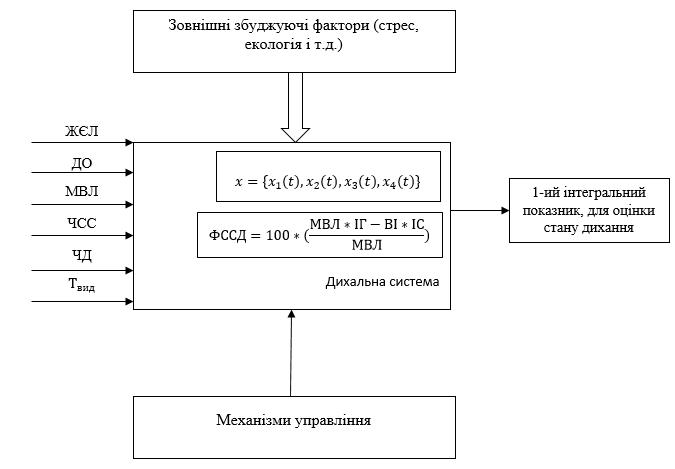 Зовнішні збуджуючі фактори (стрес,
екологія і т.д.)
ЖЄЛ
ДО
МВЛ
ЧСС
ЧД
Tвид
x = {x₁(t), x₂(t), x₃(t), x₄(t)}
ФССД = 100 ∗ (МВЛ ∗ ІГ − ВІ ∗ ІС / МВЛ)
Дихальна система
1-ий інтегральний
показник, для оцінки
стану дихання
Механізми управління